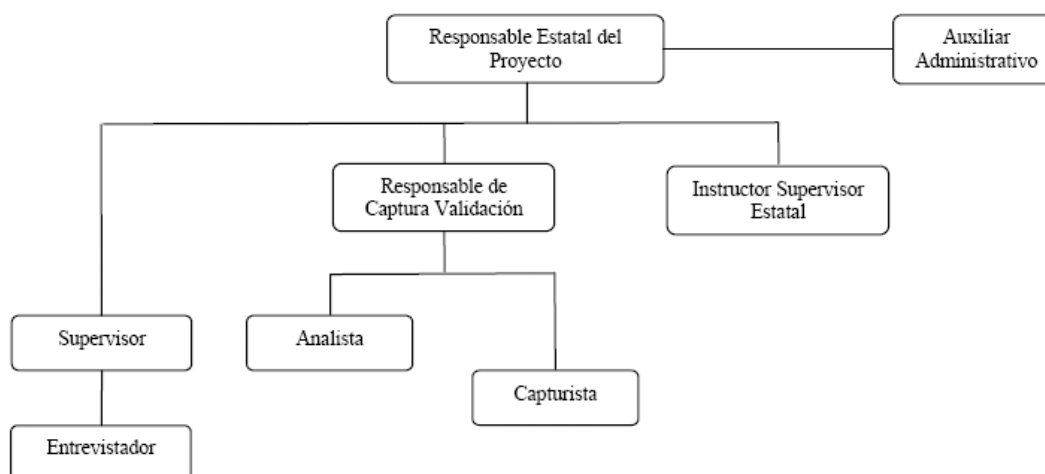 Responsable Estatal del
Proyecto
Auxiliar
Administrativo
Responsable de
Captura Validación
Instructor Supervisor
Estatal
Supervisor
Analista
Capturista
Entrevistador